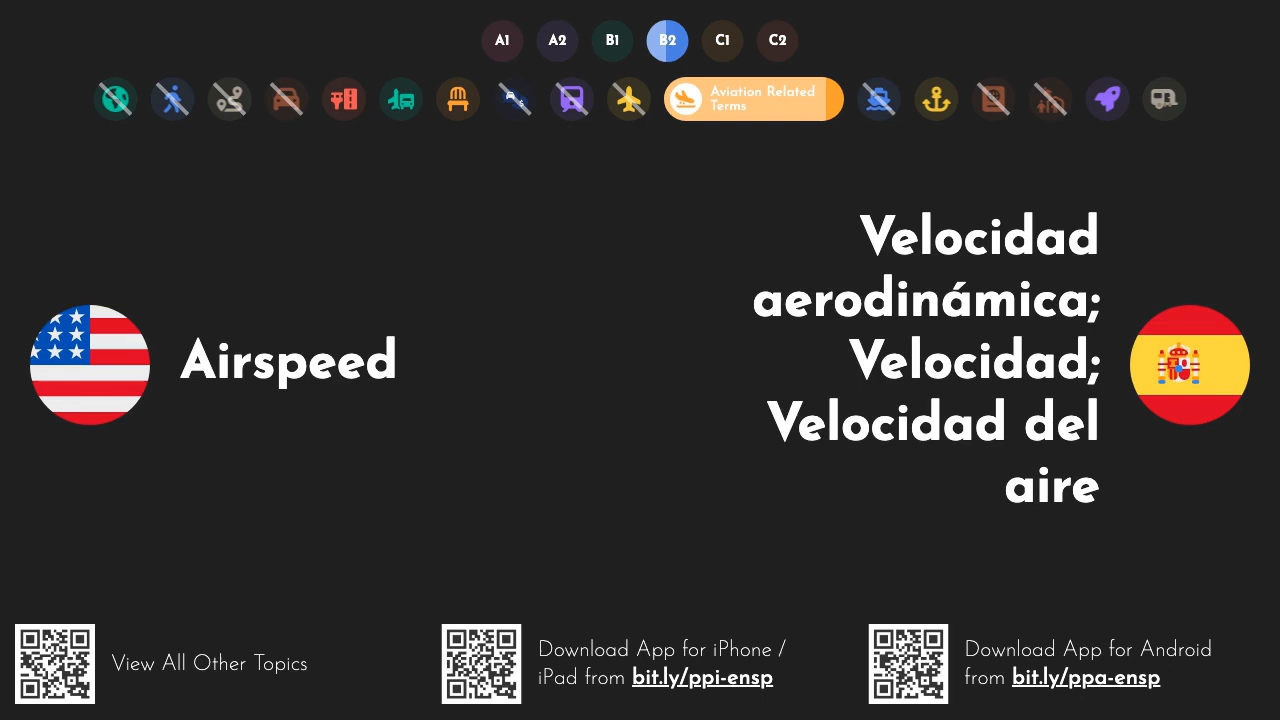 A1 A2 B1 B2 C1 C2
Aviation Related
Terms
Airspeed
Velocidad
aerodinámica;
Velocidad;
Velocidad del
aire
View All Other Topics
Download App for iPhone /
iPad from bit.ly/ppi-ensp
Download App for Android
from bit.ly/ppa-ensp